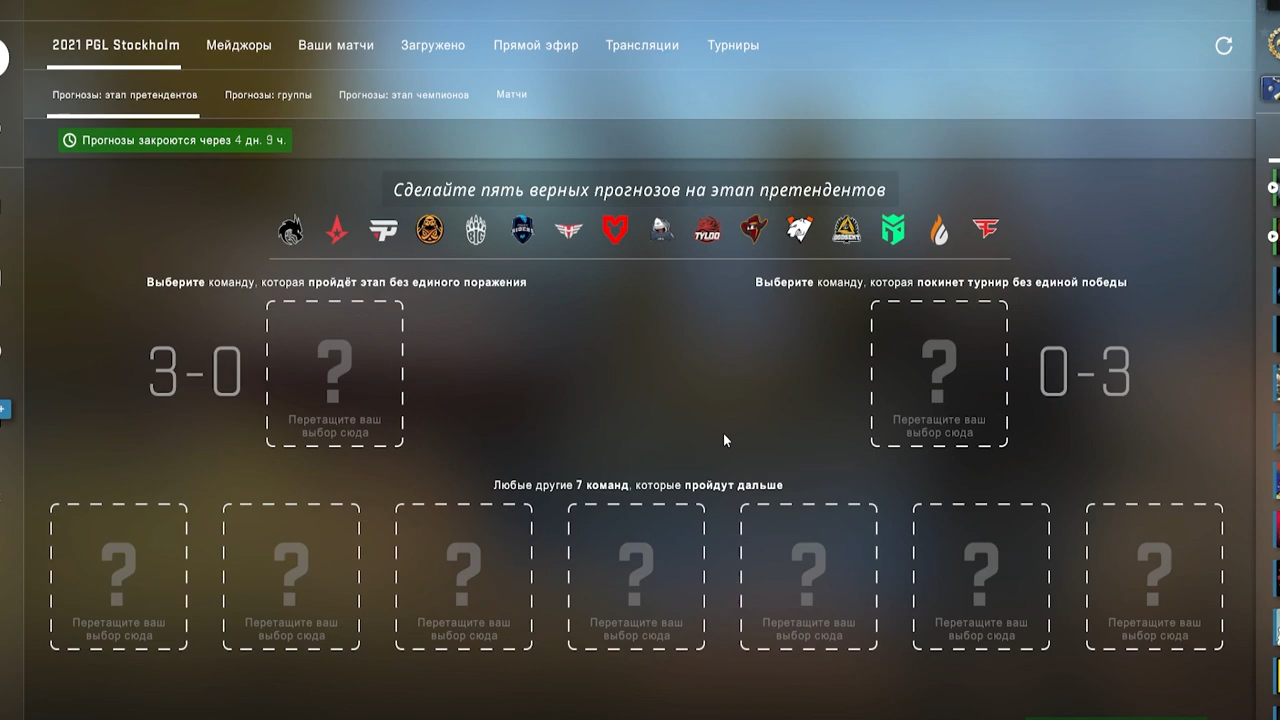 2021 PGL Stockholm Мейджоры Ваши матчи Загружено Прямой эфир Трансляции Турниры
Прогнозы: этап претендентов Прогнозы: группы Прогнозы: этап чемпионов Матчи
Прогнозы закроются через 4 дн. 9 ч.
Сделайте пять верных прогнозов на этап претендентов
TYLOO
Выберите команду, которая пройдёт этап без единого поражения
Выберите команду, которая покинет турнир без единой победы
3-0
?
Перетащите ваш
выбор сюда
?
Перетащите ваш
выбор сюда
0-3
Любые другие 7 команд, которые пройдут дальше
? ? ? ? ? ? ?
Перетащите ваш Перетащите ваш Перетащите ваш Перетащите ваш Перетащите ваш Перетащите ваш Перетащите ваш
выбор сюда выбор сюда выбор сюда выбор сюда выбор сюда выбор сюда выбор сюда